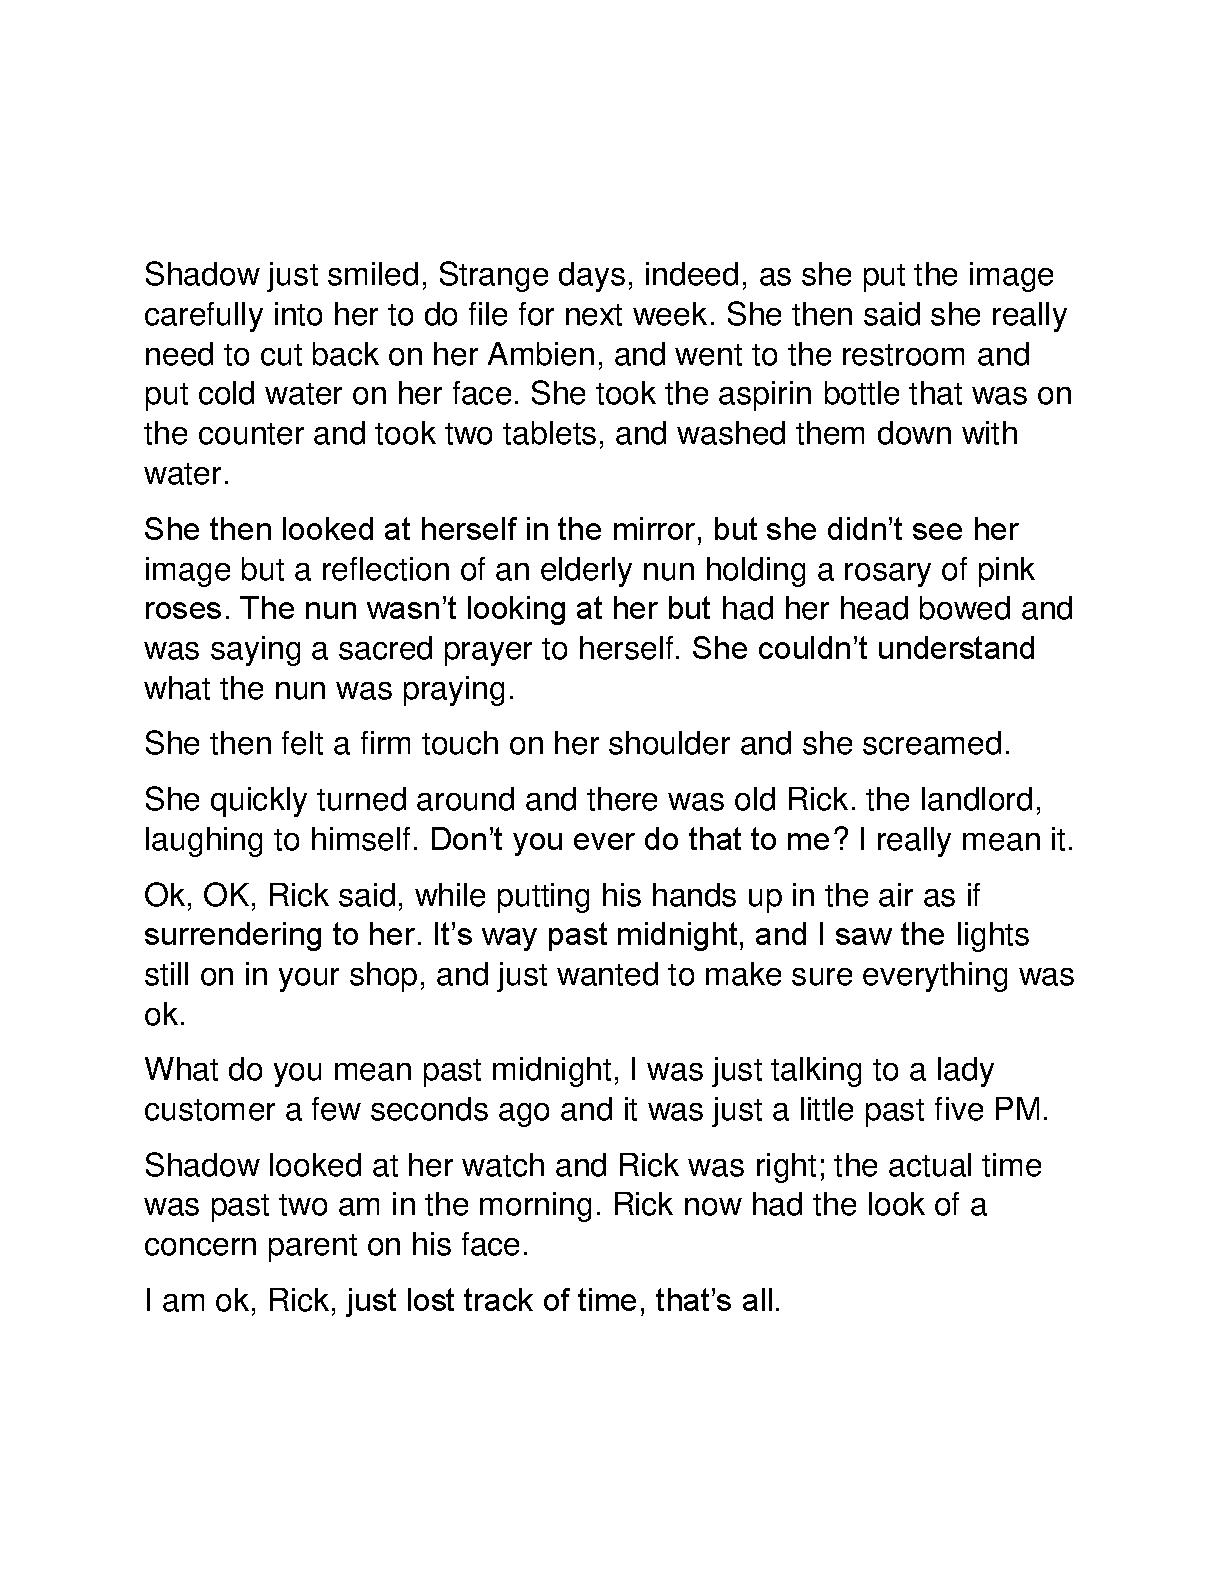 Shadow just smiled, Strange days, indeed, as she put the image
carefully into her to do file for next week. She then said she really
need to cut back on her Ambien, and went to the restroom and
put cold water on her face. She took the aspirin bottle that was on
the counter and took two tablets, and washed them down with
water.
She then looked at herself in the mirror, but she didn’t see her
image but a reflection of an elderly nun holding a rosary of pink
roses. The nun wasn’t looking at her but had her head bowed and
was saying a sacred prayer to herself. She couldn’t understand
what the nun was praying.
She then felt a firm touch on her shoulder and she screamed.
She quickly turned around and there was old Rick. the landlord,
laughing to himself. Don’t you ever do that to me? I really mean it.
Ok, OK, Rick said, while putting his hands up in the air as if
surrendering to her. It’s way past midnight, and I saw the lights
still on in your shop, and just wanted to make sure everything was
ok.
What do you mean past midnight, I was just talking to a lady
customer a few seconds ago and it was just a little past five PM.
Shadow looked at her watch and Rick was right; the actual time
was past two am in the morning. Rick now had the look of a
concern parent on his face.
I am ok, Rick, just lost track of time, that’s all.